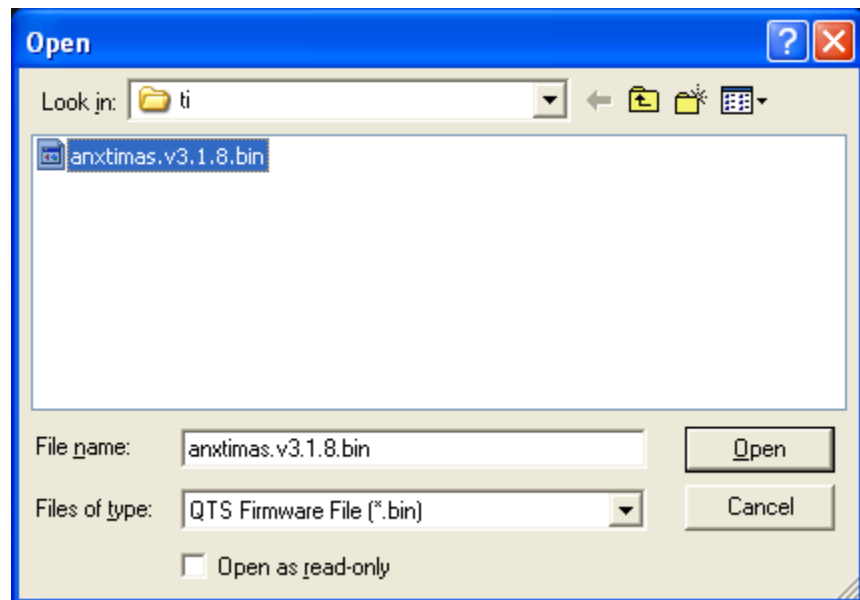 Open
Look in: ti
anxtimas.v3.1.8.bin
File name: anxtimas.v3.1.8.bin Open
Files of type: QTS Firmware File (*.bin) Cancel
Open as read-only